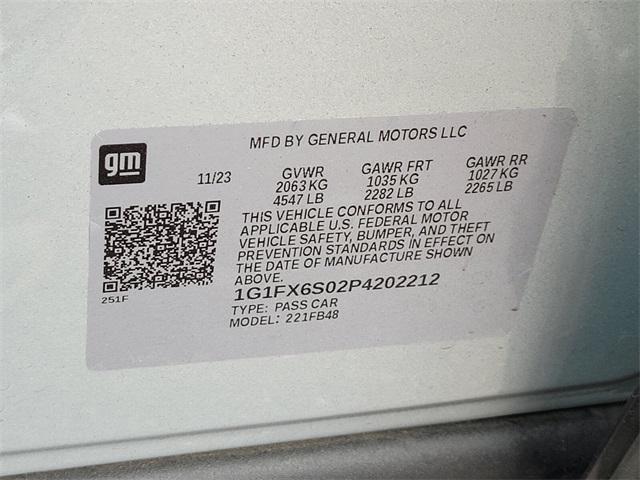 MFD BY GENERAL MOTORS LLC
gm
11/23
GVWR GAWR FRT GAWR RR
2063 KG 1035 KG 1027 KG
4547 LB 2282 LB 2265 LB
THIS VEHICLE CONFORMS TO ALL
APPLICABLE U.S. FEDERAL MOTOR
VEHICLE SAFETY, BUMPER, AND THEFT
PREVENTION STANDARDS IN EFFECT ON
THE DATE OF MANUFACTURE SHOWN
ABOVE.
251F
1G1FX6S02P4202212
TYPE: PASS CAR
MODEL: 221FB48